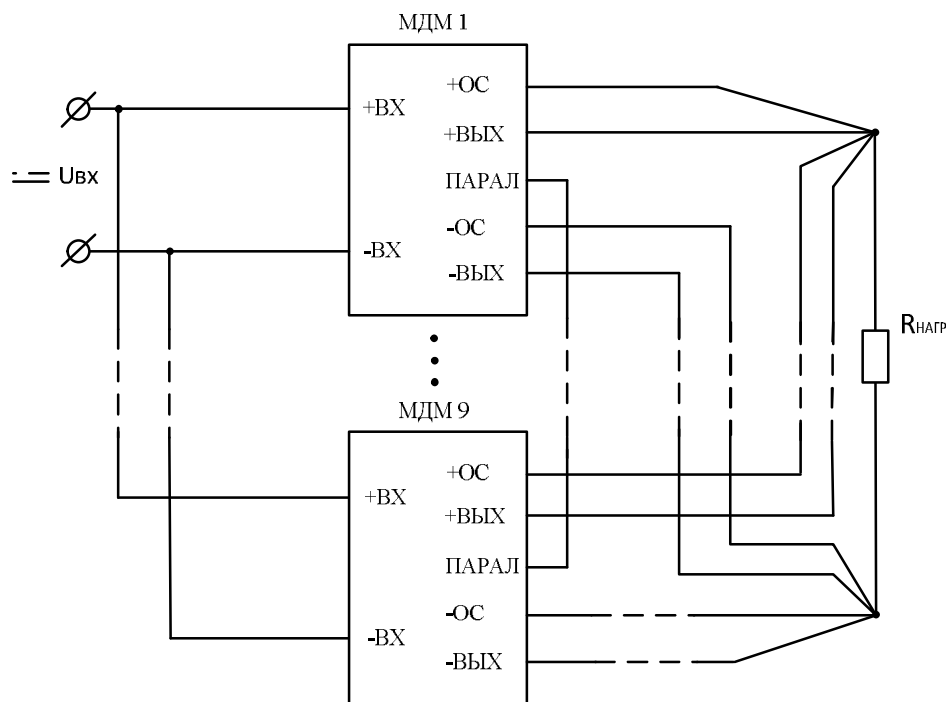 МДМ 1
+ОС
+ВХ
+ВЫХ
UВХ
ПАРАЛ
-ОС
-ВХ
-ВЫХ
RНАГР
МДМ 9
+ОС
+ВХ
+ВЫХ
ПАРАЛ
-ОС
-ВХ
-ВЫХ